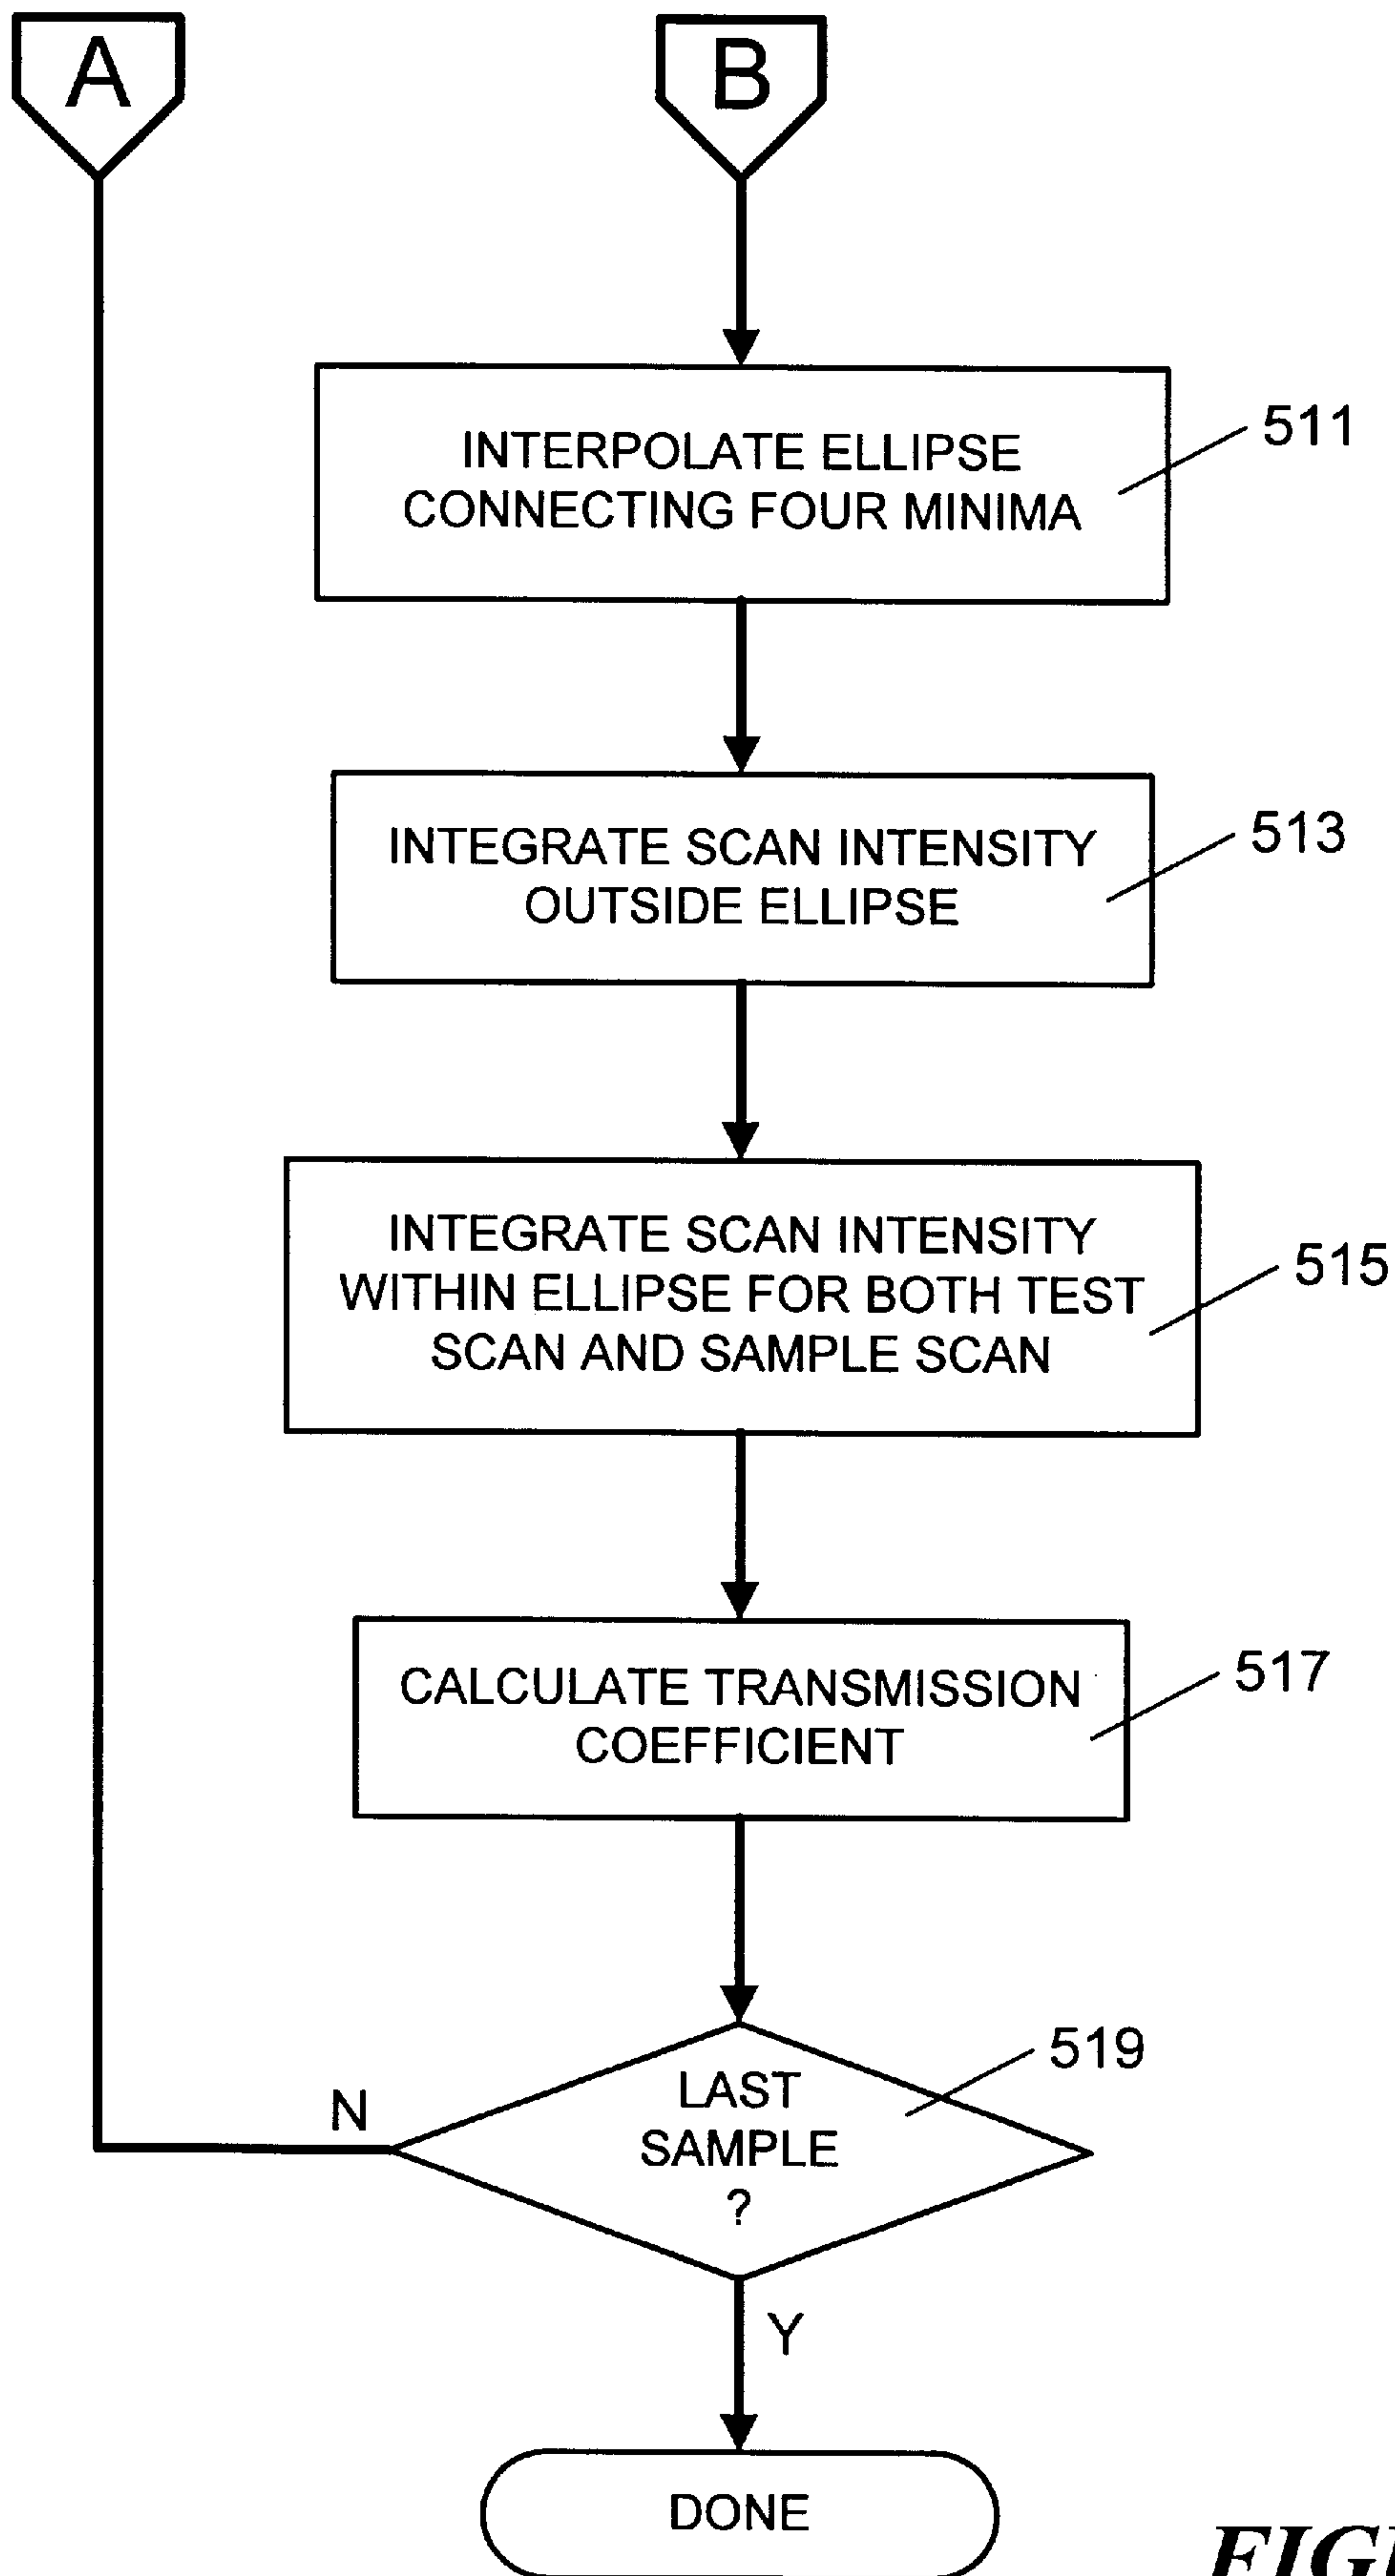 A
B
INTERPOLATE ELLIPSE
CONNECTING FOUR MINIMA
511
INTEGRATE SCAN INTENSITY
OUTSIDE ELLIPSE
513
INTEGRATE SCAN INTENSITY
WITHIN ELLIPSE FOR BOTH TEST
SCAN AND SAMPLE SCAN
515
CALCULATE TRANSMISSION
COEFFICIENT
517
LAST
SAMPLE
?
519
N
Y
DONE